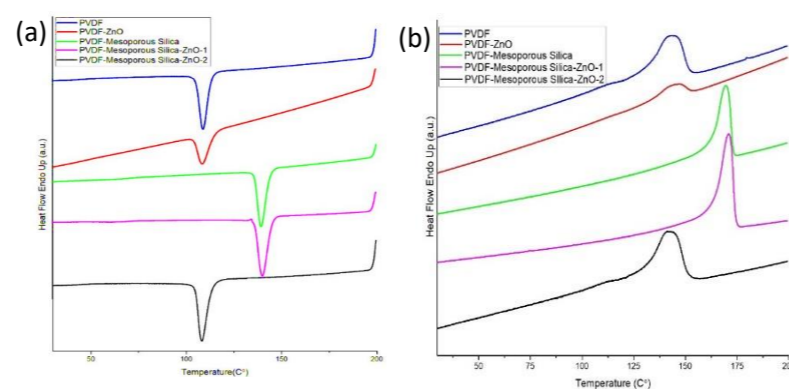 (a)
PVDF
PVDF-ZnO
PVDF-Mesoporous Silica
PVDF-Mesoporous Silica-ZnO-1
PVDF-Mesoporous SIlica-ZnO-2
Heat Flow Endo Up (a.u.)
50
100
150
200
Temperature(C°)
(b)
PVDF
PVDF-ZnO
PVDF-Mesoporous Silica
PVDF-Mesoporous Silica-ZnO-1
PVDF-Mesoporous SIlica-ZnO-2
Heat Flow Endo Up (a.u.)
50
75
100
125
150
175
200
Temperature (C°)